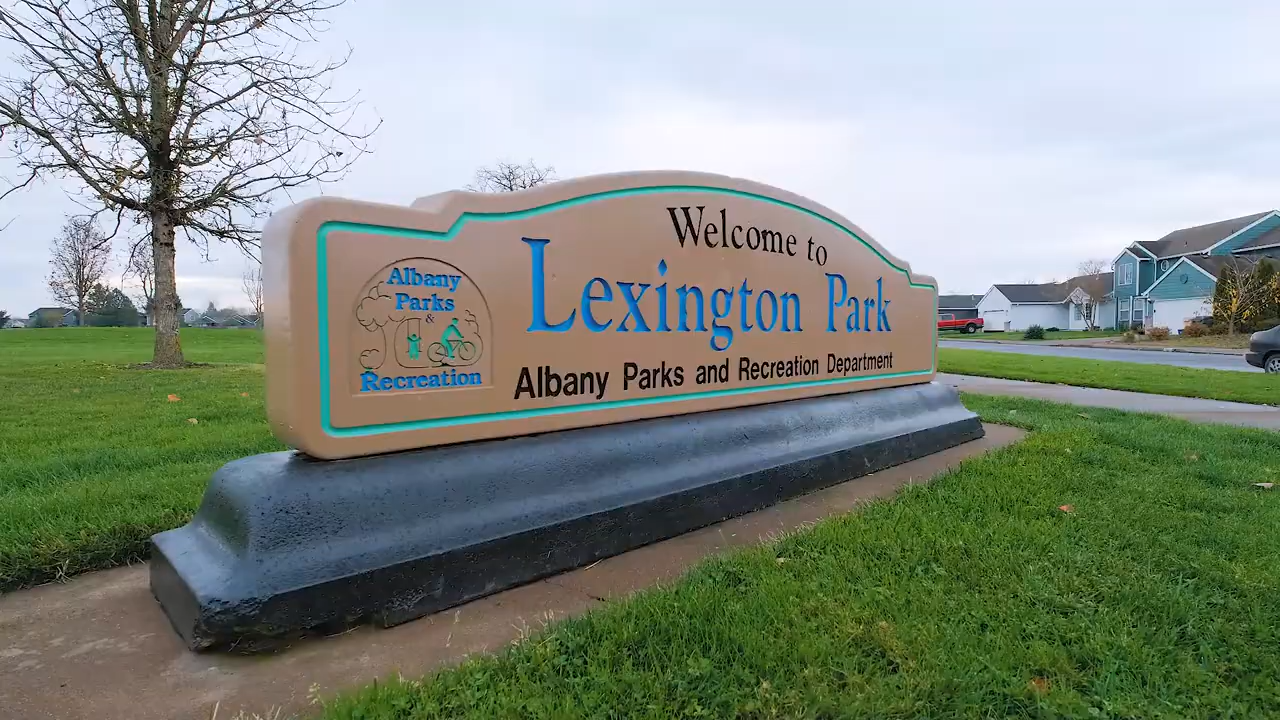 Albany
Parks
&
Recreation
Welcome to
Lexington Park
Albany Parks and Recreation Department